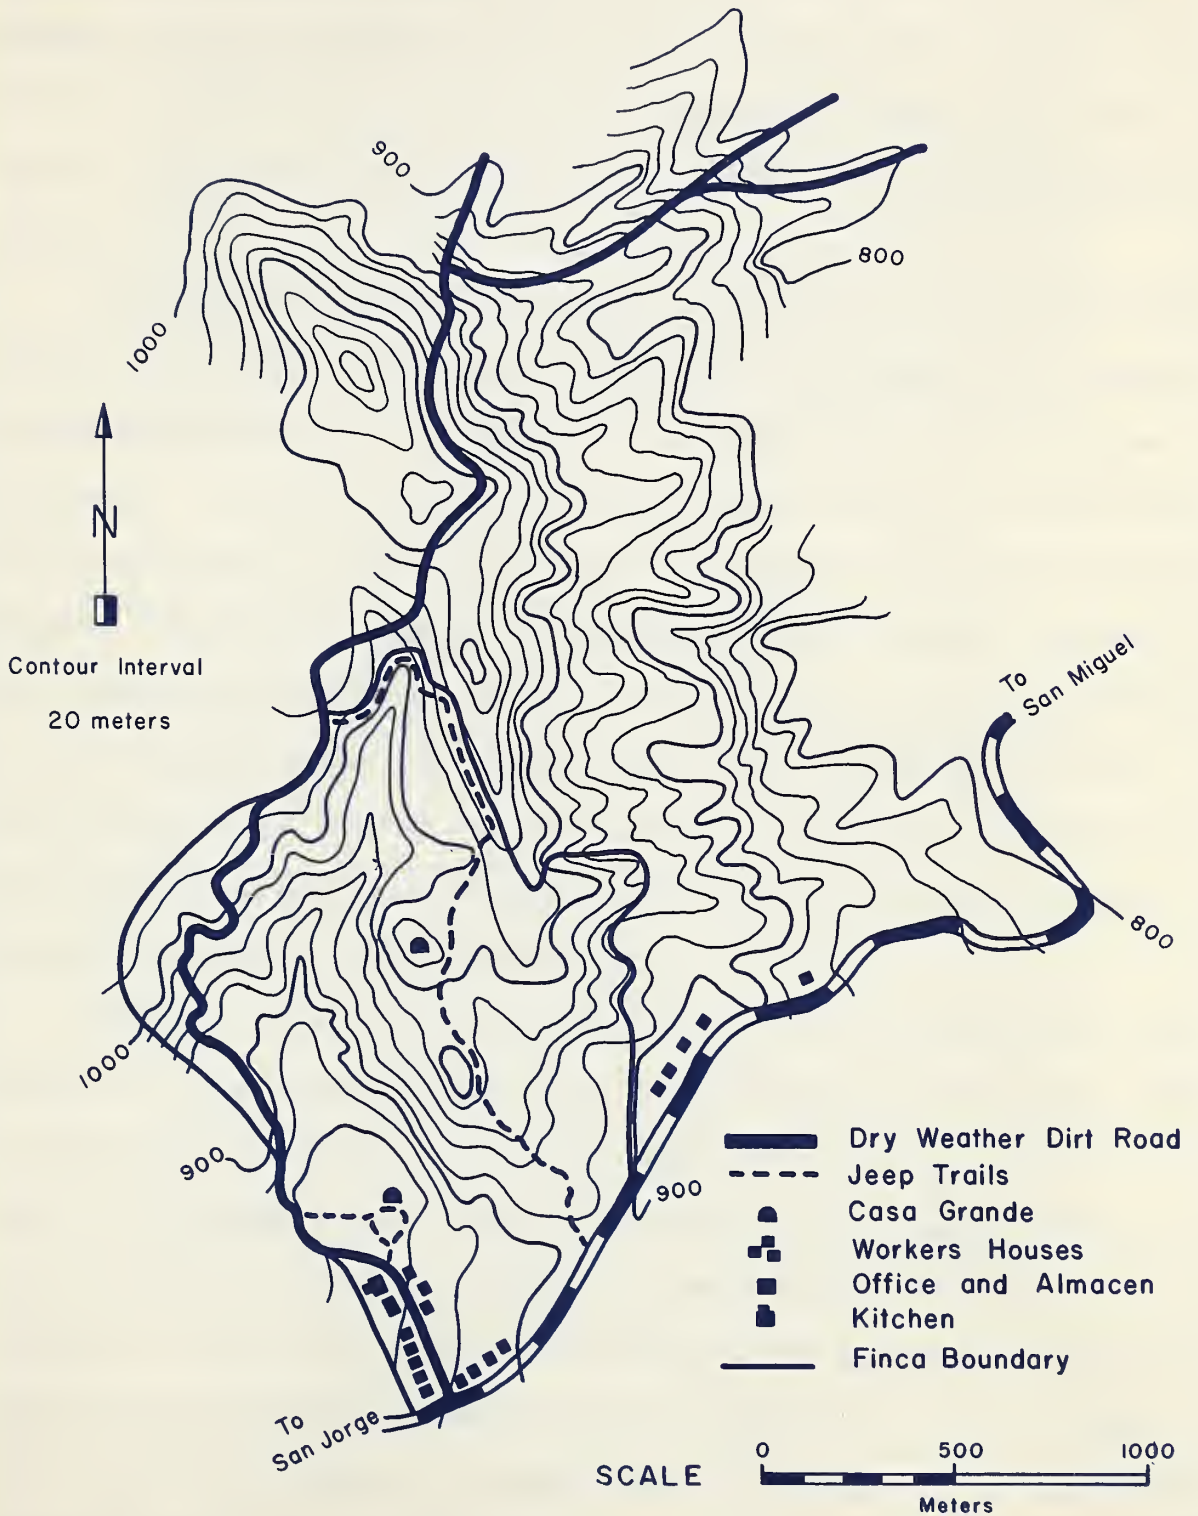 900
800
1000
N
Contour Interval
20 meters
To
San Miguel
800
1000
900
900
Dry Weather Dirt Road
Jeep Trails
Casa Grande
Workers Houses
Office and Almacen
Kitchen
Finca Boundary
To
San Jorge
SCALE
0 500 1000
Meters